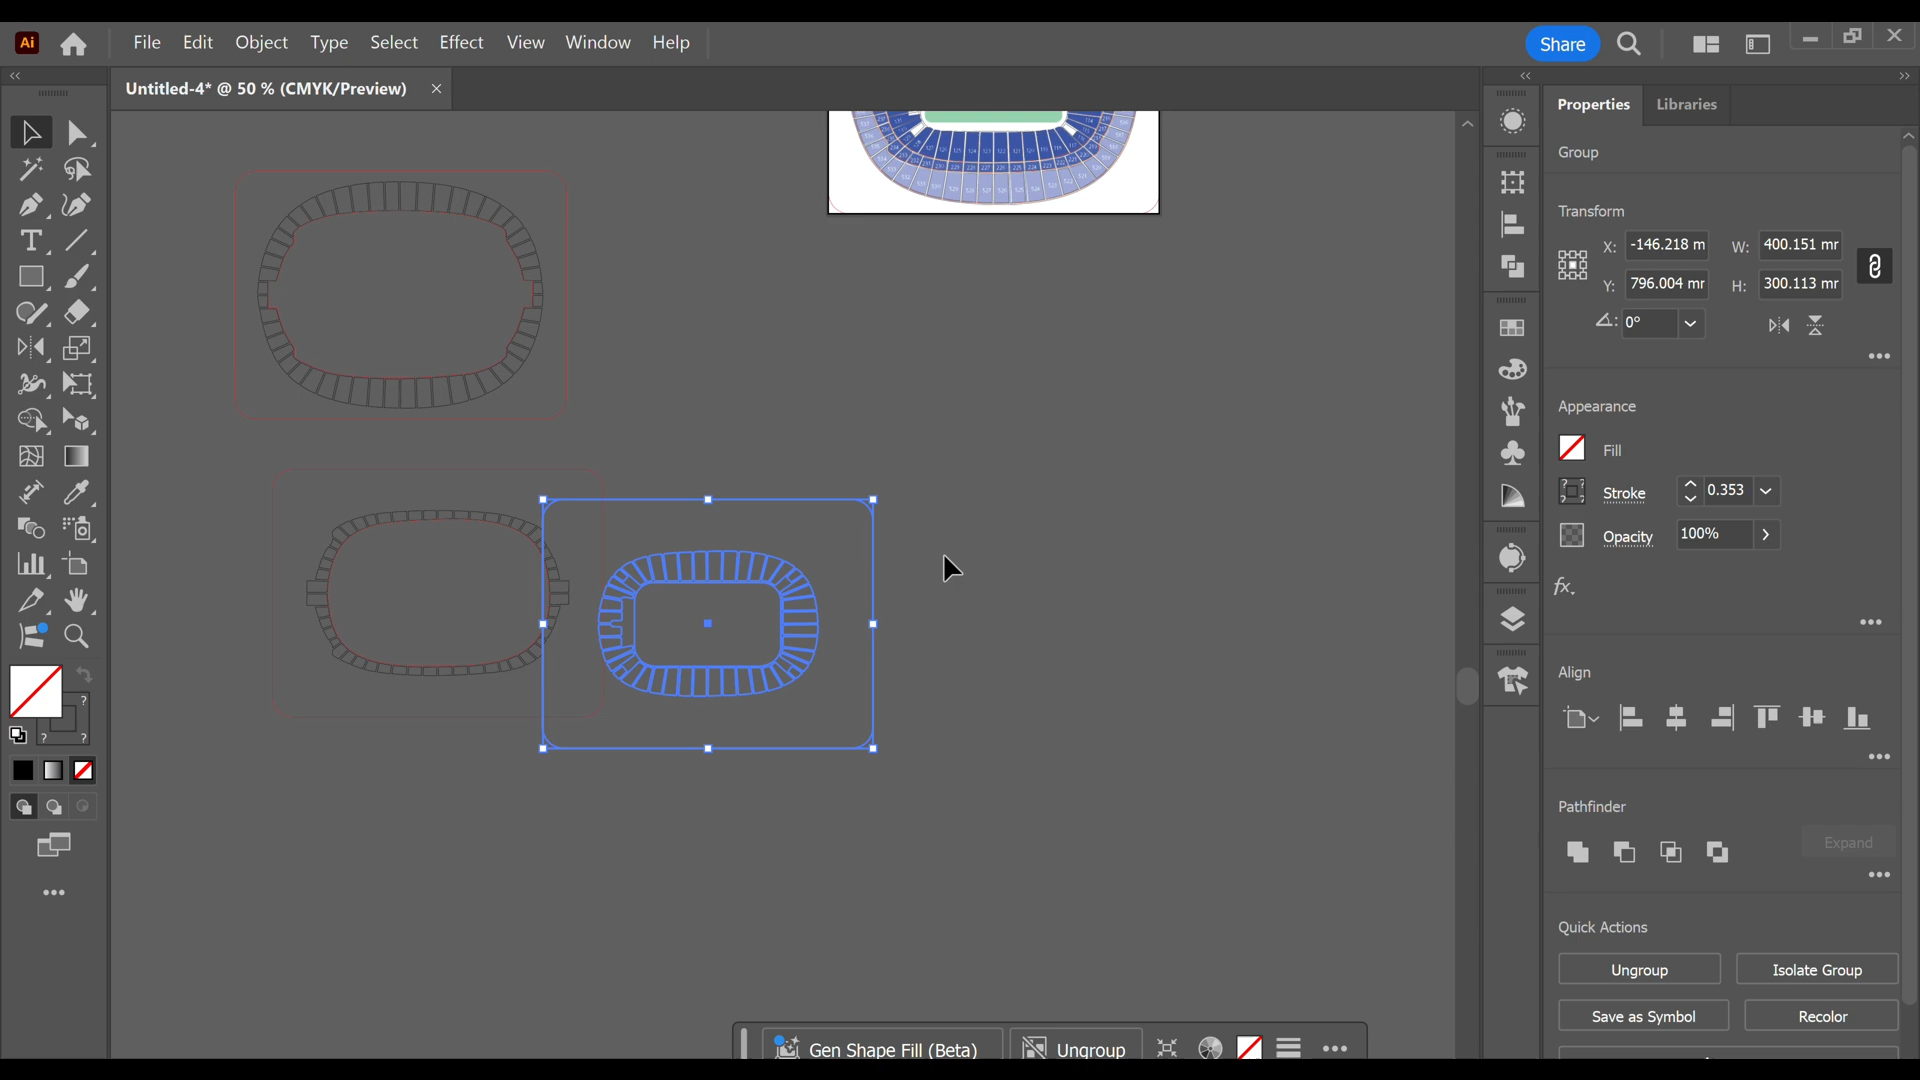 Ai File Edit Object Type Select Effect View Window Help Share
Untitled-4* @ 50 % (CMYK/Preview)
Properties Libraries
Group
Transform
X: -146.218 m W: 400.151 mr
Y: 796.004 mr H: 300.113 mr
0°
Appearance
Fill
Stroke 0.353
Opacity 100%
fx
Align
Pathfinder
Expand
Quick Actions
Ungroup Isolate Group
Save as Symbol Recolor
Gen Shape Fill (Beta) Ungroup